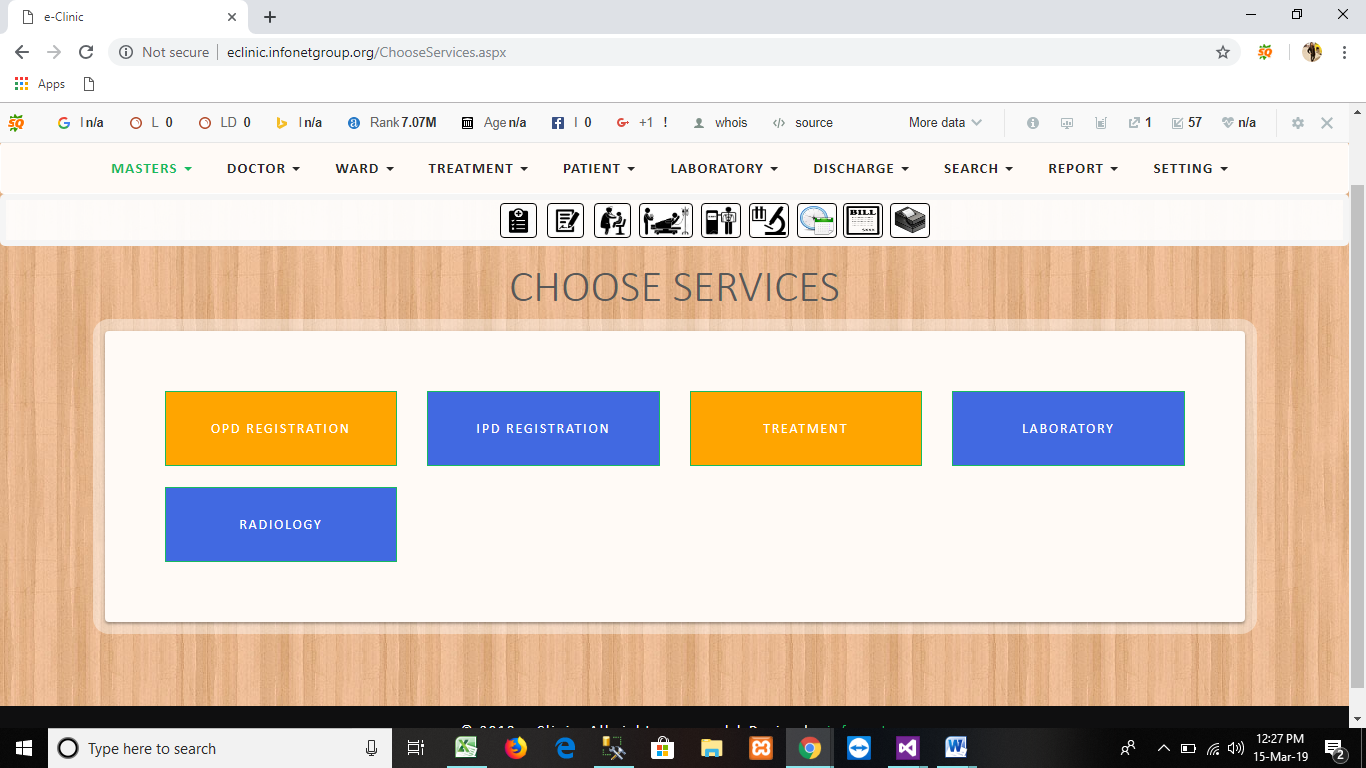 e-Clinic
Not secure eclinic.infonetgroup.org/ChooseServices.aspx
Apps
SQ I n/a L 0 LD 0 I n/a Rank 7.07M Age n/a I 0 +1 ! whois source More data 1 57 n/a
MASTERS DOCTOR WARD TREATMENT PATIENT LABORATORY DISCHARGE SEARCH REPORT SETTING
BILL
CHOOSE SERVICES
OPD REGISTRATION IPD REGISTRATION TREATMENT LABORATORY
RADIOLOGY
Type here to search
12:27 PM
15-Mar-19
2